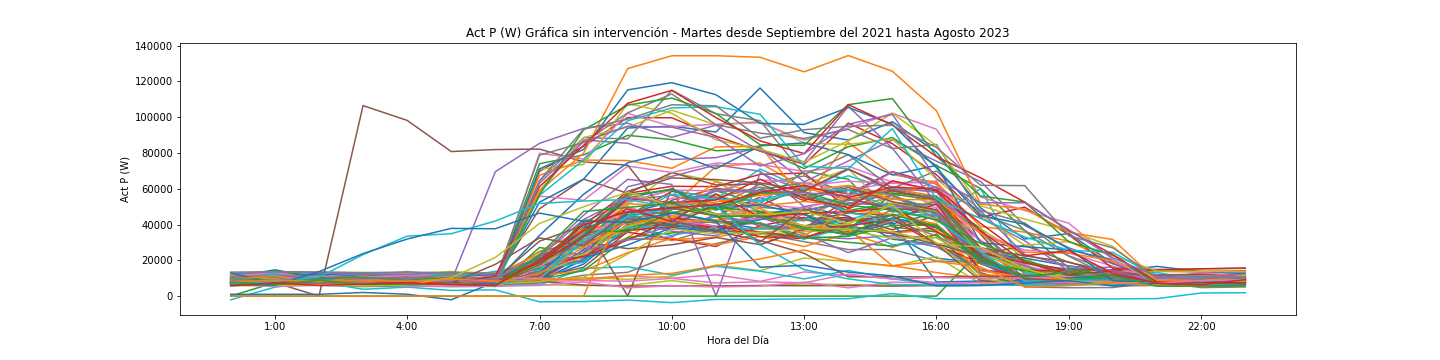 Act P (W) Gráfica sin intervención - Martes desde Septiembre del 2021 hasta Agosto 2023
140000
120000
100000
80000
60000
40000
20000
0
Act P (W)
1:00 4:00 7:00 10:00 13:00 16:00 19:00 22:00
Hora del Día